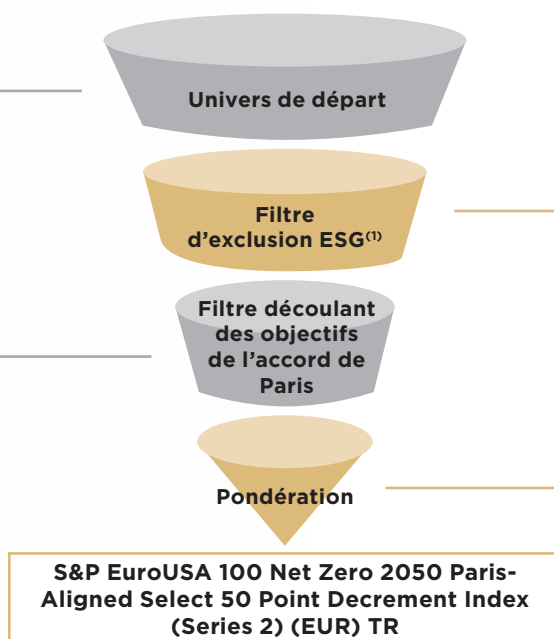 Univers de départ
Filtre
d'exclusion ESG⁽¹⁾
Filtre découlant
des objectifs
de l'accord de
Paris
Pondération
S&P EuroUSA 100 Net Zero 2050 Paris-
Aligned Select 50 Point Decrement Index
(Series 2) (EUR) TR